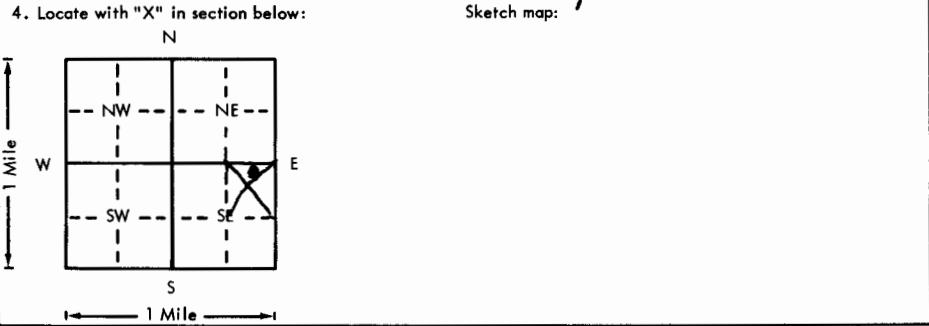 4. Locate with "X" in section below:
Sketch map:
N
NW
NE
W
E
1 Mile
SW
SE
S
1 Mile